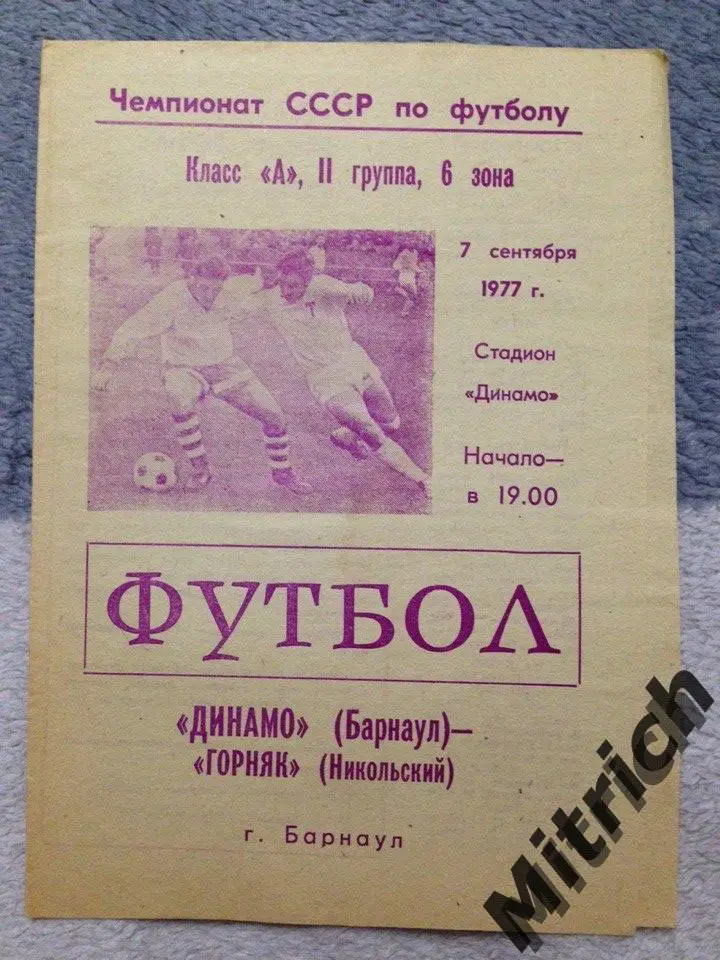 Чемпионат СССР по футболу
Класс «А», II группа, 6 зона
7 сентября
1977 г.
Стадион
«Динамо»
Начало—
в 19.00
ФУТБОЛ
«ДИНАМО» (Барнаул)—
«ГОРНЯК» (Никольский)
г. Барнаул
Mitrich